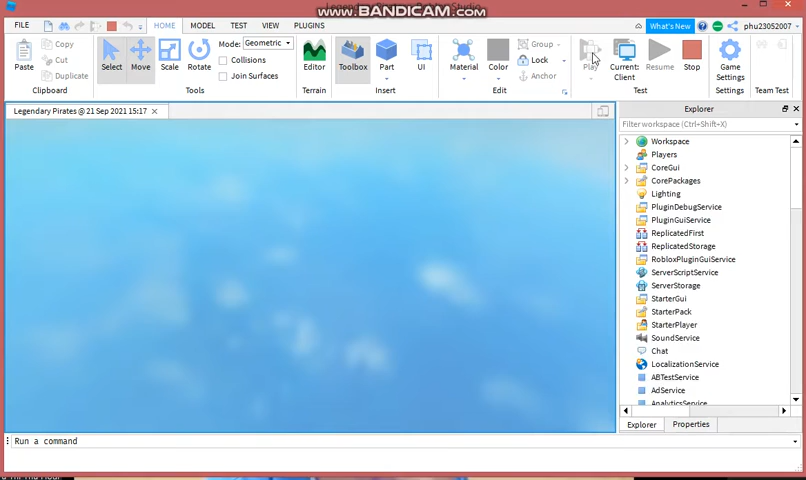 www.BANDICAM.com
FILE HOME MODEL TEST VIEW PLUGINS What's New phu23052007
Paste Copy Cut Duplicate Clipboard
Select Move Scale Rotate Mode: Geometric Collisions Join Surfaces Tools
Editor Terrain
Toolbox Part UI Insert
Material Color Group Lock Anchor Edit
Play Current: Client Resume Stop Test
Game Settings Settings Team Test
Legendary Pirates @ 21 Sep 2021 15:17
Explorer
Filter workspace (Ctrl+Shift+X)
Workspace
Players
CoreGui
CorePackages
Lighting
PluginDebugService
PluginGuiService
ReplicatedFirst
ReplicatedStorage
RobloxPluginGuiService
ServerScriptService
ServerStorage
StarterGui
StarterPack
StarterPlayer
SoundService
Chat
LocalizationService
ABTestService
AdService
AnalyticsService
Explorer Properties
Run a command